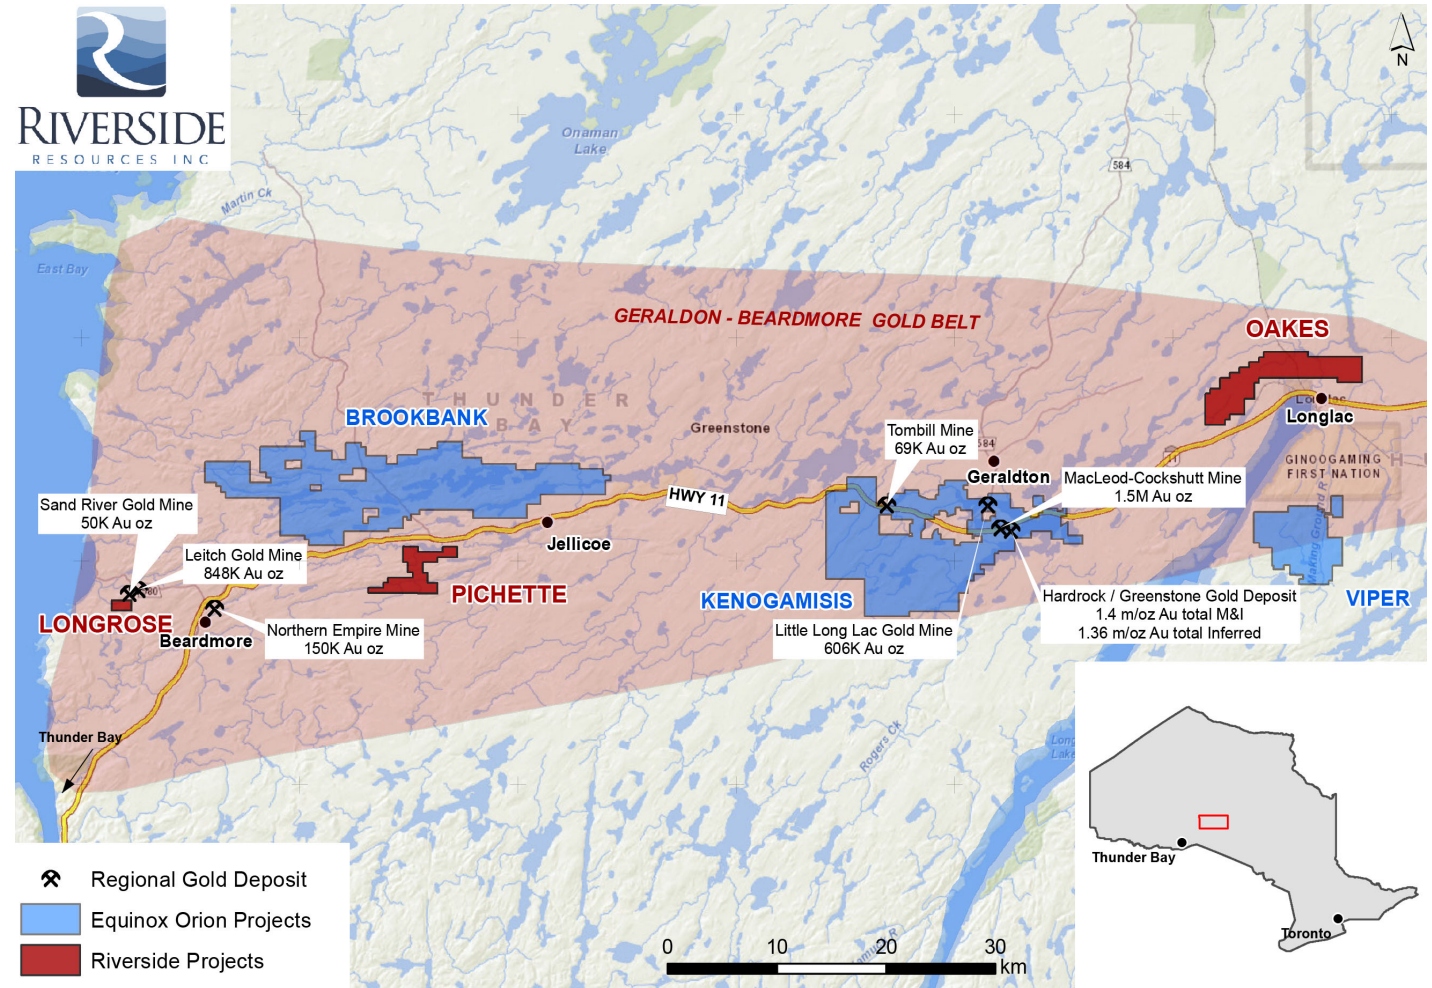 RIVERSIDE
RESOURCES INC
N
Onaman
Lake
584
Martin Ck
East Bay
GERALDON - BEARDMORE GOLD BELT
OAKES
THUNDER
BAY
BROOKBANK
Greenstone
Longlac
Longlac
Tombill Mine
69K Au oz
584
11
Geraldton
GINOOGAMING
FIRST NATION
H
MacLeod-Cockshutt Mine
1.5M Au oz
HWY 11
Sand River Gold Mine
50K Au oz
Jellicoe
Leitch Gold Mine
848K Au oz
580
PICHETTE
KENOGAMISIS
VIPER
Hardrock / Greenstone Gold Deposit
1.4 m/oz Au total M&I
1.36 m/oz Au total Inferred
LONGROSE
Beardmore
Northern Empire Mine
150K Au oz
Little Long Lac Gold Mine
606K Au oz
Thunder Bay
Rogers Ck
Long
Lake
Thunder Bay
Toronto
Regional Gold Deposit
Equinox Orion Projects
Riverside Projects
0 10 20 30
km